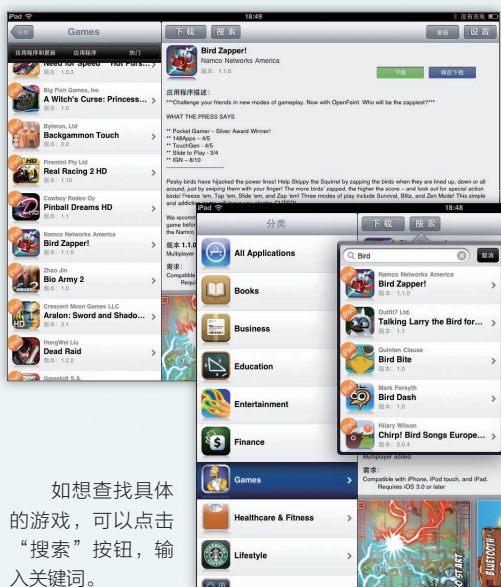 iPad
18:49
没有充电
分类
Games
下载
搜索
更新
设置
应用程序和更新
应用程序
热门
Need for Speed™ Hot Purs...
版本: 1.0.3
Big Fish Games, Inc
A Witch's Curse: Princess...
版本: 1.0
Byterun, Ltd
Backgammon Touch
版本: 2.2
Firemint Pty Ltd
Real Racing 2 HD
版本: 1.10
Cowboy Rodeo Oy
Pinball Dreams HD
版本: 1.1
Namco Networks America
Bird Zapper!
版本: 1.1.0
Zhao Jin
Bio Army 2
版本: 1.0
Crescent Moon Games LLC
Aralon: Sword and Shado...
版本: 3.1
HongWei Liu
Dead Raid
版本: 1.0.2
Gameloft S.A.
Bird Zapper!
Namco Networks America
版本: 1.1.0
下载
稍后下载
应用程序描述:
***Challenge your friends in new modes of gameplay. Now with OpenFeint. Who will be the zappiest?***
WHAT THE PRESS SAYS
** Pocket Gamer – Silver Award Winner!
** 148Apps – 4/5
** TouchGen - 4/5
** Slide to Play - 3/4
** IGN – 8/10
Pesky birds have hijacked the power lines! Help Skippy the Squirrel by zapping the birds when they are lined up, down or all
around, just by swiping them with your finger! The more birds' zapped, the higher the score – and look out for special action
birds! Freeze 'em, Tap 'em, Slide 'em, and Zap 'em! Three modes of play include Survival, Blitz, and Zen Mode! This simple
and addictiv
We recomm
game before
the Namco
版本 1.1.0
Multiplayer
需求:
Compatible
Requi
iPad
18:48
分类
All Applications
Books
Business
Education
Entertainment
Finance
Games
Healthcare & Fitness
Lifestyle
下载
搜索
Bird
取消
Namco Networks America
Bird Zapper!
版本: 1.1.0
Outfit7 Ltd.
Talking Larry the Bird for...
版本: 1.1
Quinten Clause
Bird Bite
版本: 1.0
Mark Forsyth
Bird Dash
版本: 1.0
Hilary Wilson
Chirp! Bird Songs Europe...
版本: 2.0.4
Multiplayer added
需求:
Compatible with iPhone, iPod touch, and iPad.
Requires iOS 3.0 or later
BLUETOOTH
如想查找具体
的游戏，可以点击
“搜索”按钮，输
入关键词。